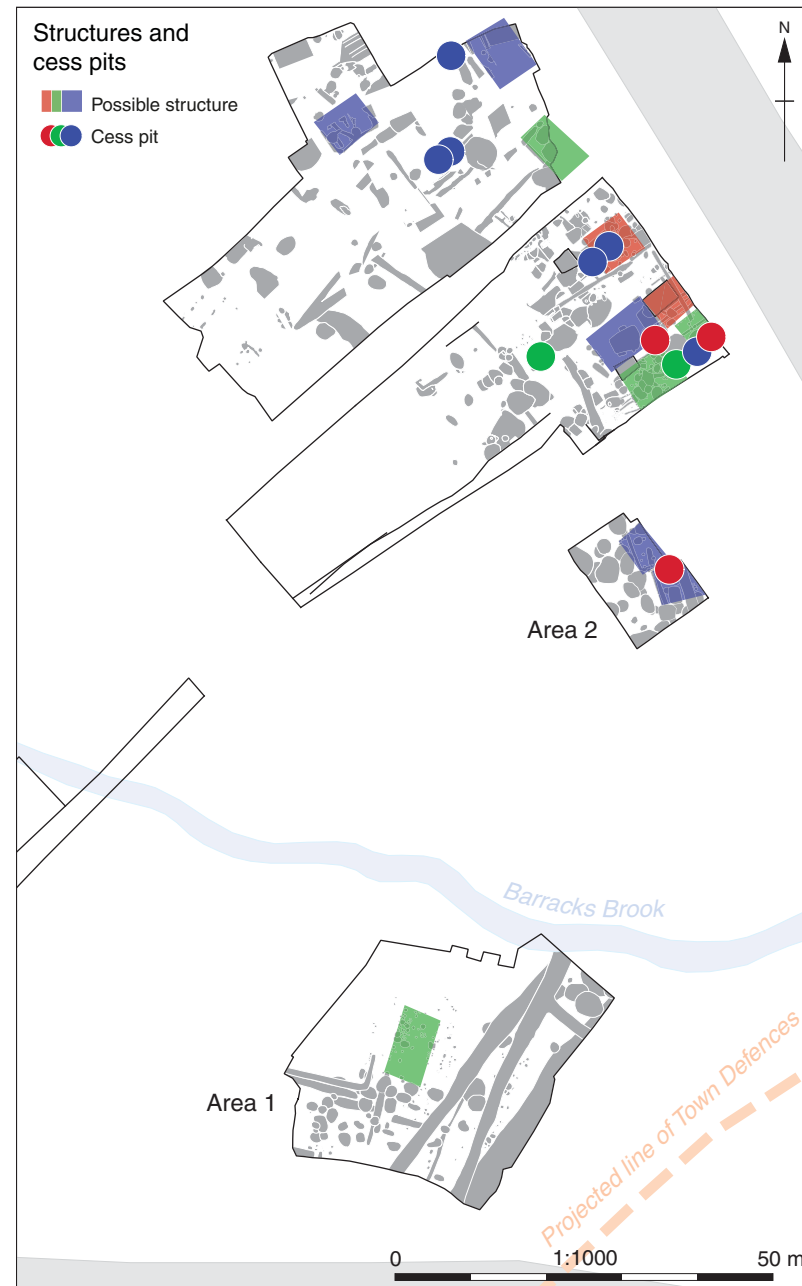 Structures and
cess pits
Possible structure
Cess pit
N
Area 2
Barracks Brook
Area 1
Projected line of Town Defences
0 1:1000 50 m